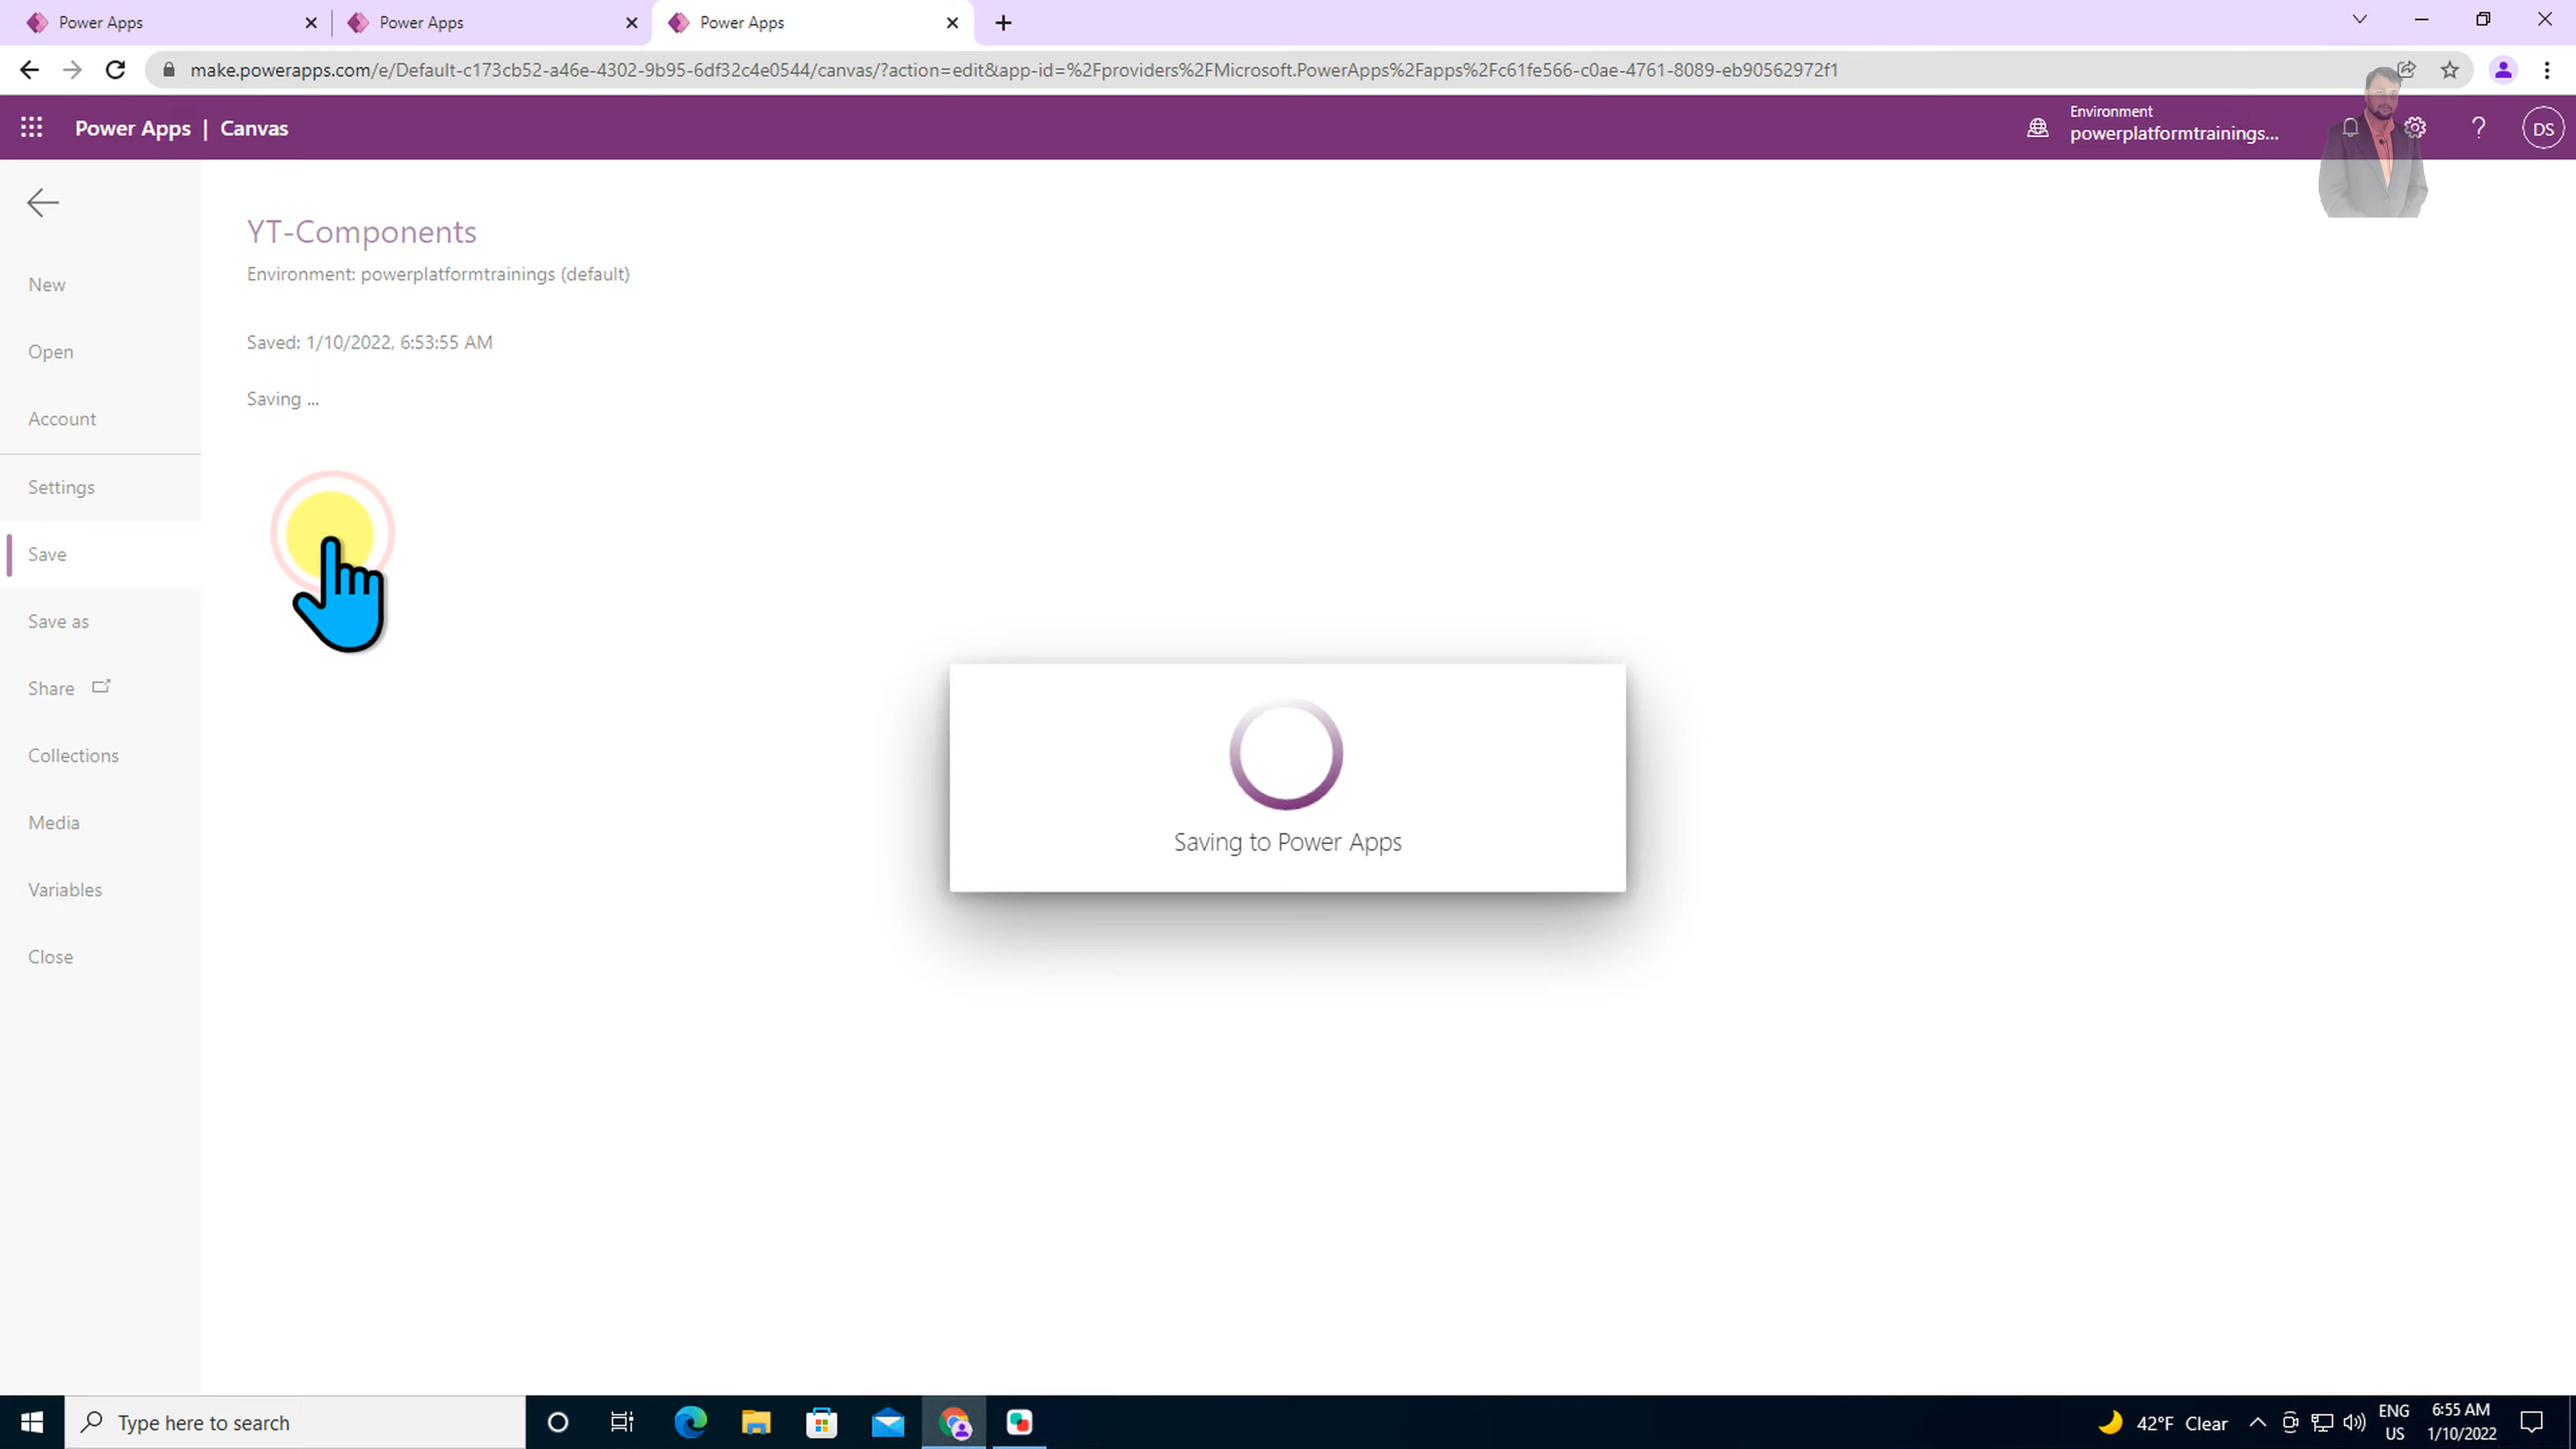 Power Apps
Power Apps
Power Apps
make.powerapps.com/e/Default-c173cb52-a46e-4302-9b95-6df32c4e0544/canvas/?action=edit&app-id=%2Fproviders%2FMicrosoft.PowerApps%2Fapps%2Fc61fe566-c0ae-4761-8089-eb90562972f1
Power Apps | Canvas
Environment
powerplatformtrainings...
? DS
YT-Components
Environment: powerplatformtrainings (default)
Saved: 1/10/2022, 6:53:55 AM
Saving ...
New
Open
Account
Settings
Save
Save as
Share
Collections
Media
Variables
Close
Saving to Power Apps
Type here to search
42°F Clear
ENG
US
6:55 AM
1/10/2022